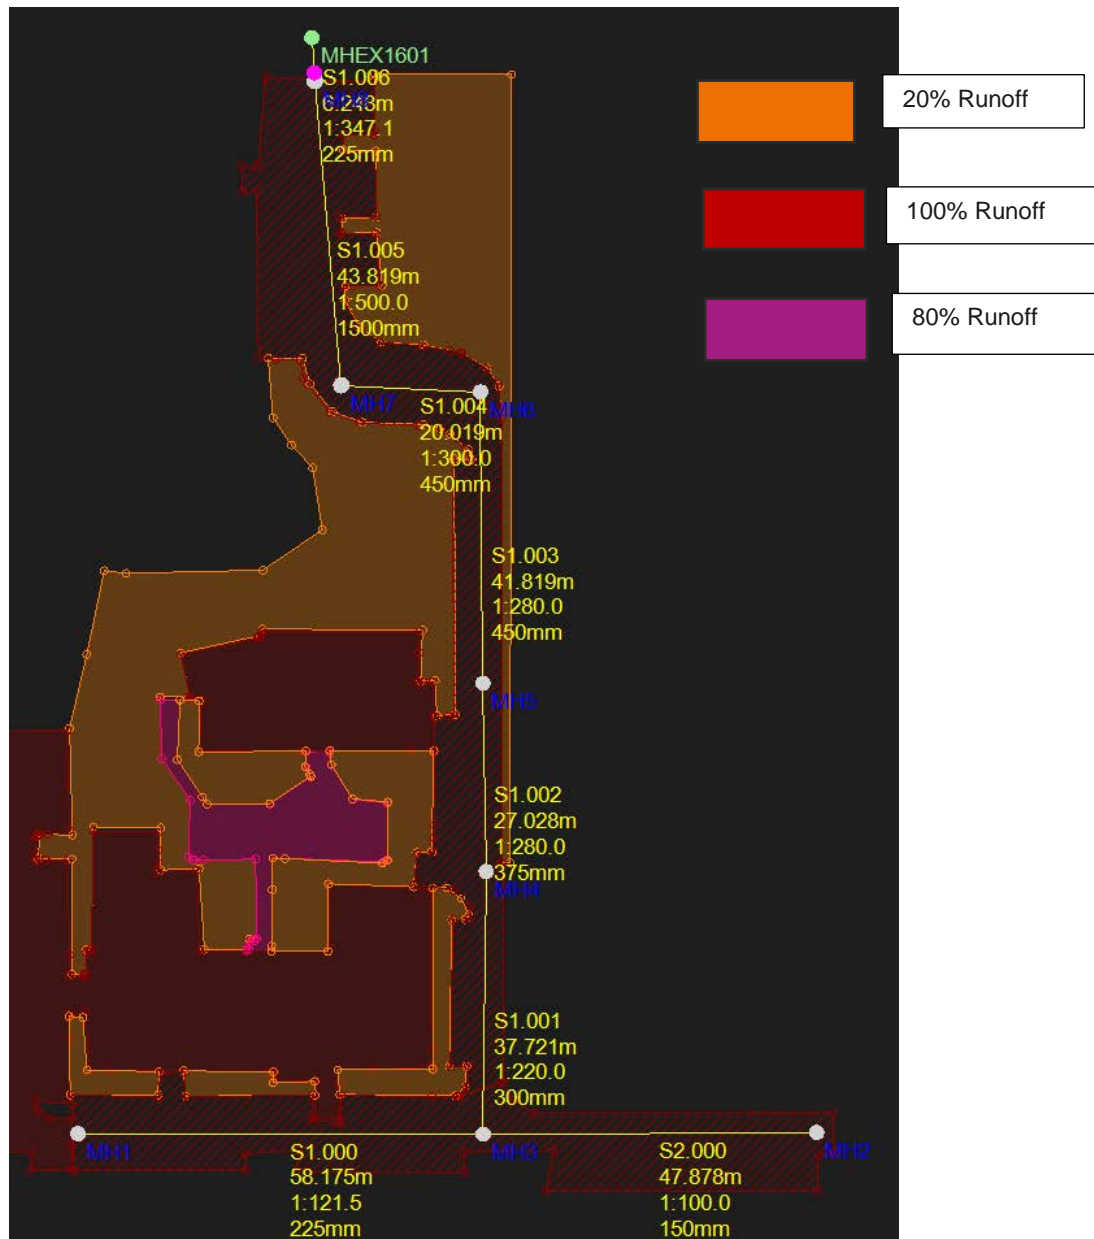 MHEX1601
S1.006
6.243m
1:347.1
225mm
20% Runoff
100% Runoff
80% Runoff
S1.005
43.819m
1:500.0
1500mm
MH7
MH6
S1.004
20.019m
1:300.0
450mm
S1.003
41.819m
1:280.0
450mm
MH5
S1.002
27.028m
1:280.0
375mm
MH4
S1.001
37.721m
1:220.0
300mm
MH1
MH3
MH2
S1.000
58.175m
1:121.5
225mm
S2.000
47.878m
1:100.0
150mm